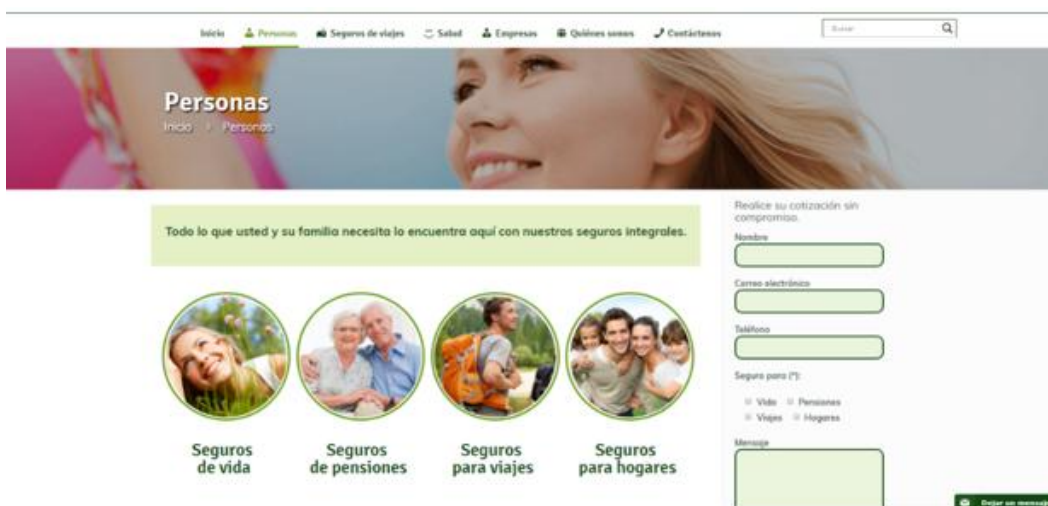 Inicio Personas Seguros de viajes Salud Empresas Quiénes somos Contáctenos Buscar
Personas
Inicio Personas
Todo lo que usted y su familia necesita lo encuentra aquí con nuestros seguros integrales.
Seguros
de vida
Seguros
de pensiones
Seguros
para viajes
Seguros
para hogares
Realice su cotización sin
compromiso.
Nombre
Correo electrónico
Teléfono
Seguro para (*):
Vida Pensiones
Viajes Hogares
Mensaje
Dejar un mensaje